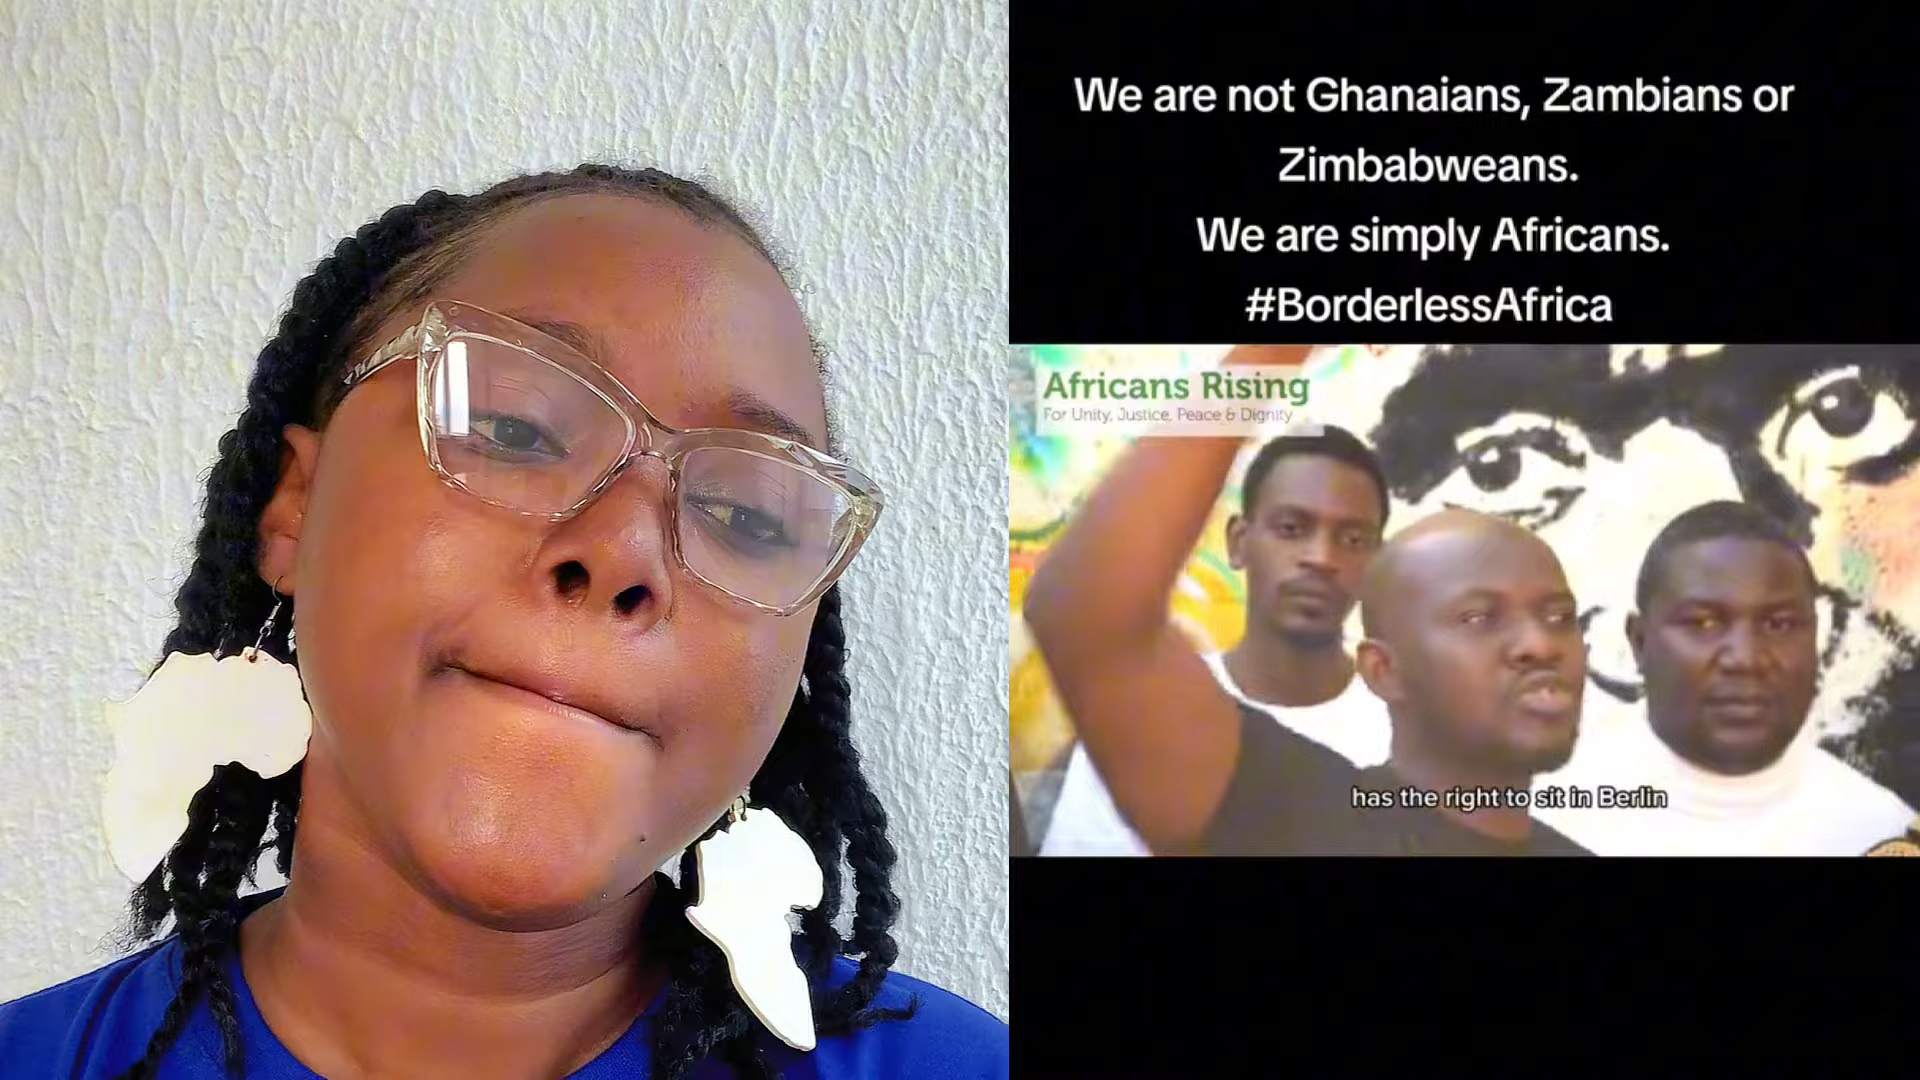 We are not Ghanaians, Zambians or
Zimbabweans.
We are simply Africans.
#BorderlessAfrica
Africans Rising
For Unity, Justice, Peace & Dignity
has the right to sit in Berlin